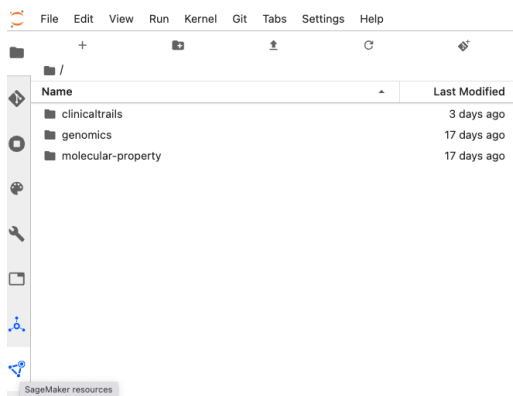 File Edit View Run Kernel Git Tabs Settings Help
/
Name Last Modified
clinicaltrails 3 days ago
genomics 17 days ago
molecular-property 17 days ago
SageMaker resources